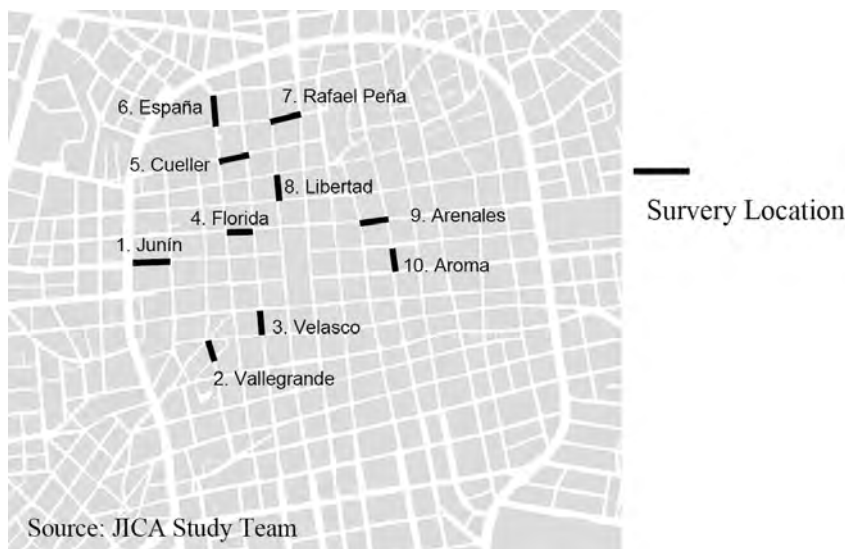 6. España
7. Rafael Peña
5. Cueller
8. Libertad
4. Florida
9. Arenales
1. Junín
10. Aroma
3. Velasco
2. Vallegrande
Survery Location
Source: JICA Study Team